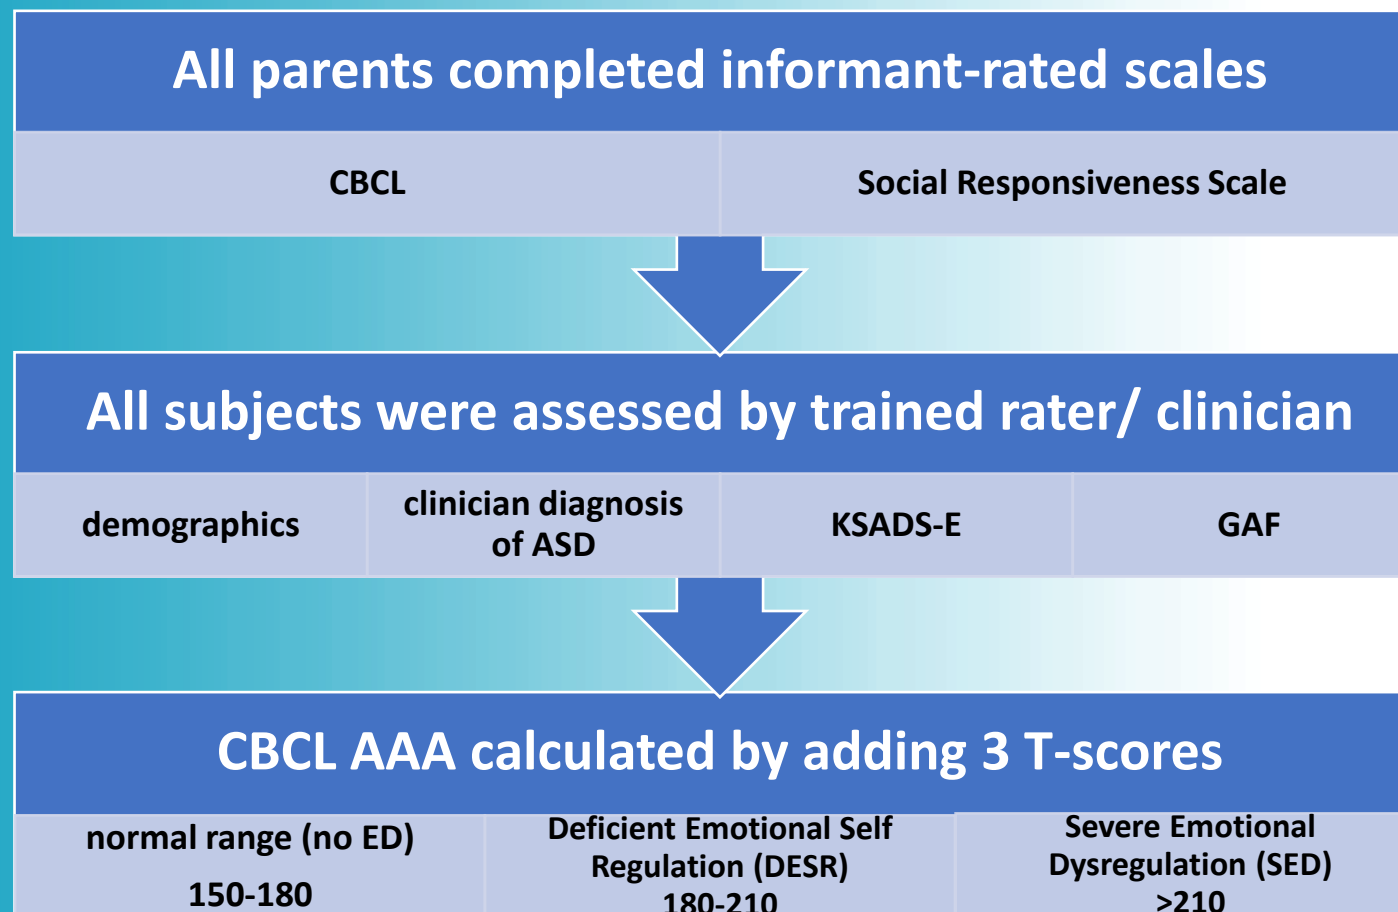 All parents completed informant-rated scales
CBCL
Social Responsiveness Scale
All subjects were assessed by trained rater/ clinician
demographics
clinician diagnosis
of ASD
KSADS-E
GAF
CBCL AAA calculated by adding 3 T-scores
normal range (no ED)
150-180
Deficient Emotional Self
Regulation (DESR)
180-210
Severe Emotional
Dysregulation (SED)
>210